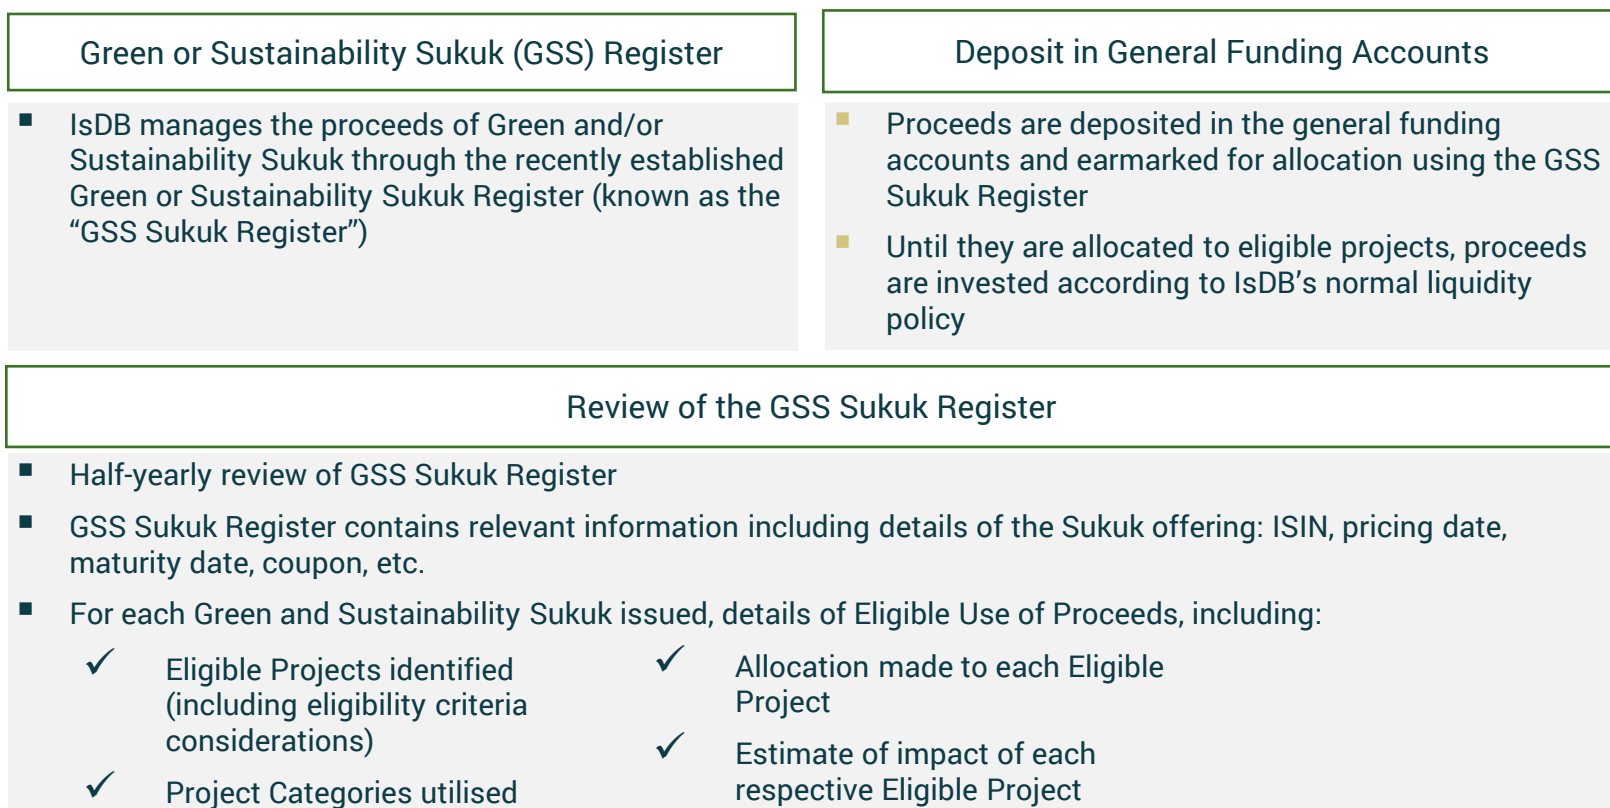 Green or Sustainability Sukuk (GSS) Register
IsDB manages the proceeds of Green and/or
Sustainability Sukuk through the recently established
Green or Sustainability Sukuk Register (known as the
“GSS Sukuk Register”)
Deposit in General Funding Accounts
Proceeds are deposited in the general funding
accounts and earmarked for allocation using the GSS
Sukuk Register
Until they are allocated to eligible projects, proceeds
are invested according to IsDB’s normal liquidity
policy
Review of the GSS Sukuk Register
Half-yearly review of GSS Sukuk Register
GSS Sukuk Register contains relevant information including details of the Sukuk offering: ISIN, pricing date,
maturity date, coupon, etc.
For each Green and Sustainability Sukuk issued, details of Eligible Use of Proceeds, including:
Eligible Projects identified
(including eligibility criteria
considerations)
Project Categories utilised
Allocation made to each Eligible
Project
Estimate of impact of each
respective Eligible Project